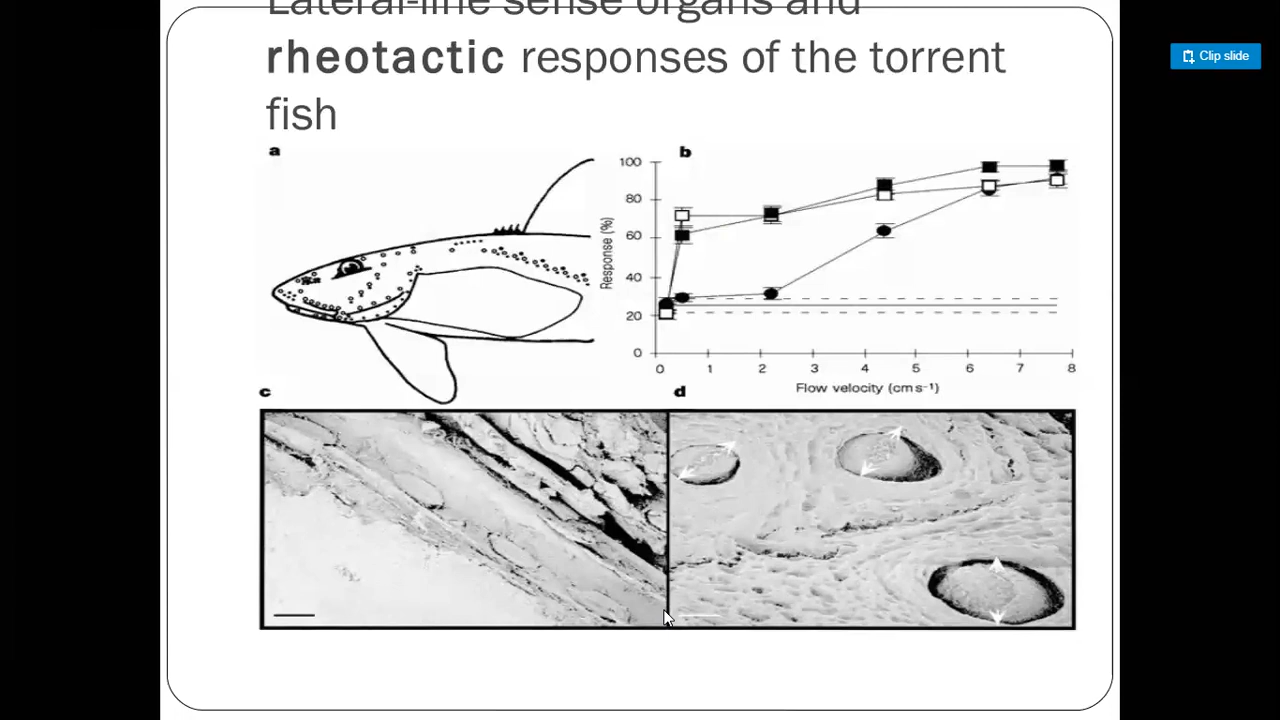 Lateral-line sense organs and
rheotactic responses of the torrent
fish
Clip slide
a
b
100
80
60
40
20
0
Response (%)
0 1 2 3 4 5 6 7 8
Flow velocity (cm s⁻¹)
c
d